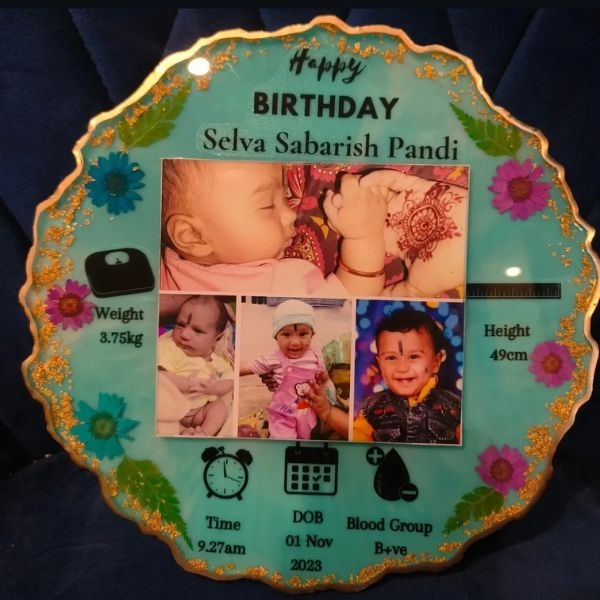 Happy
BIRTHDAY
Selva Sabarish Pandi
Weight
3.75kg
Height
49cm
Time
9.27am
DOB
01 Nov
2023
Blood Group
B+ve